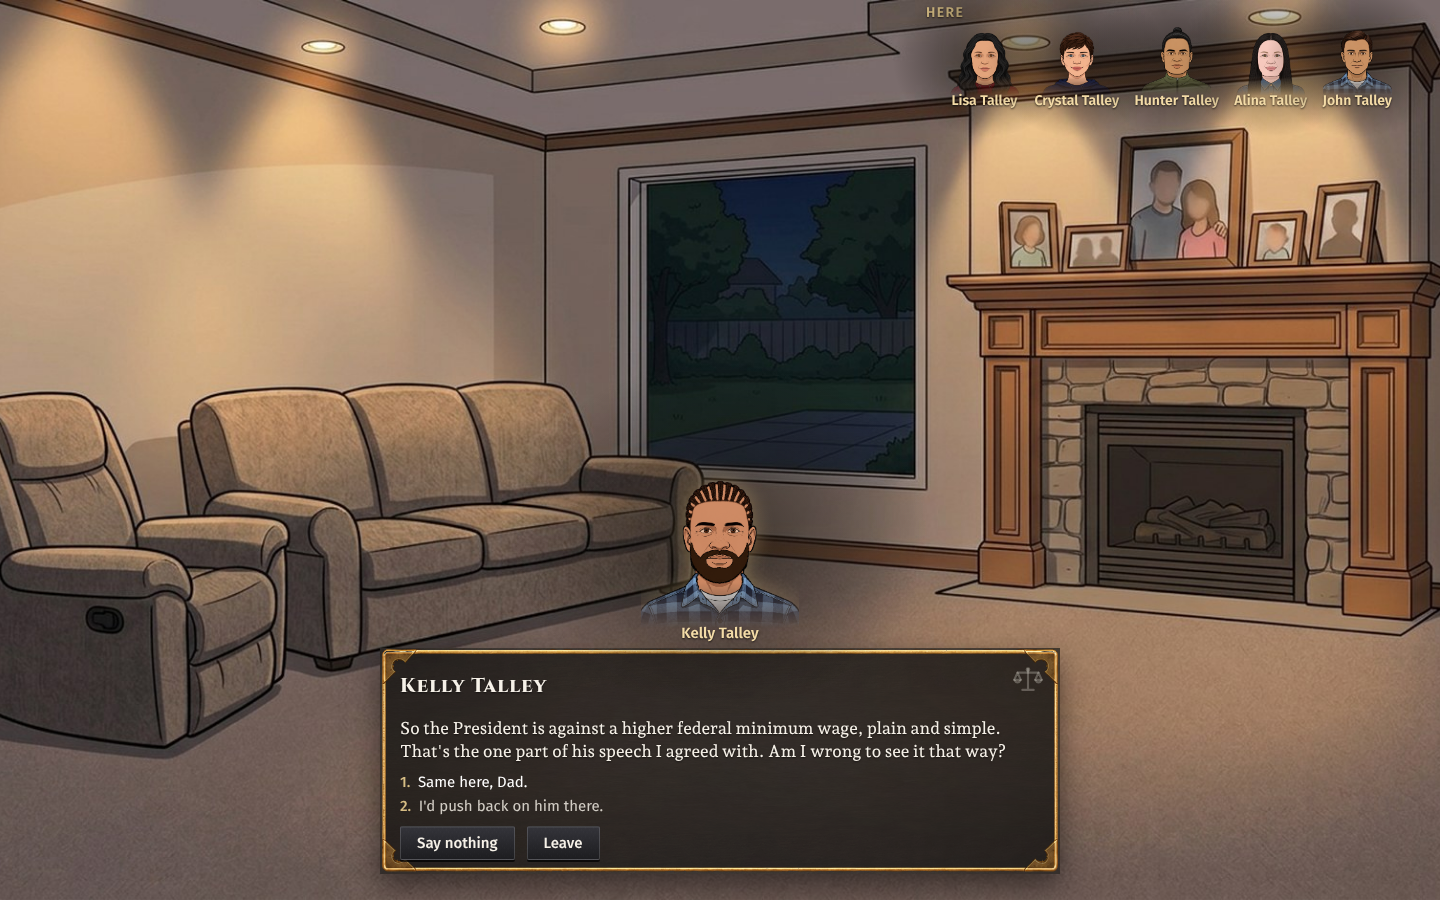 HERE
Lisa Talley
Crystal Talley
Hunter Talley
Alina Talley
John Talley
Kelly Talley
KELLY TALLEY
So the President is against a higher federal minimum wage, plain and simple.
That's the one part of his speech I agreed with. Am I wrong to see it that way?
1. Same here, Dad.
2. I'd push back on him there.
Say nothing
Leave